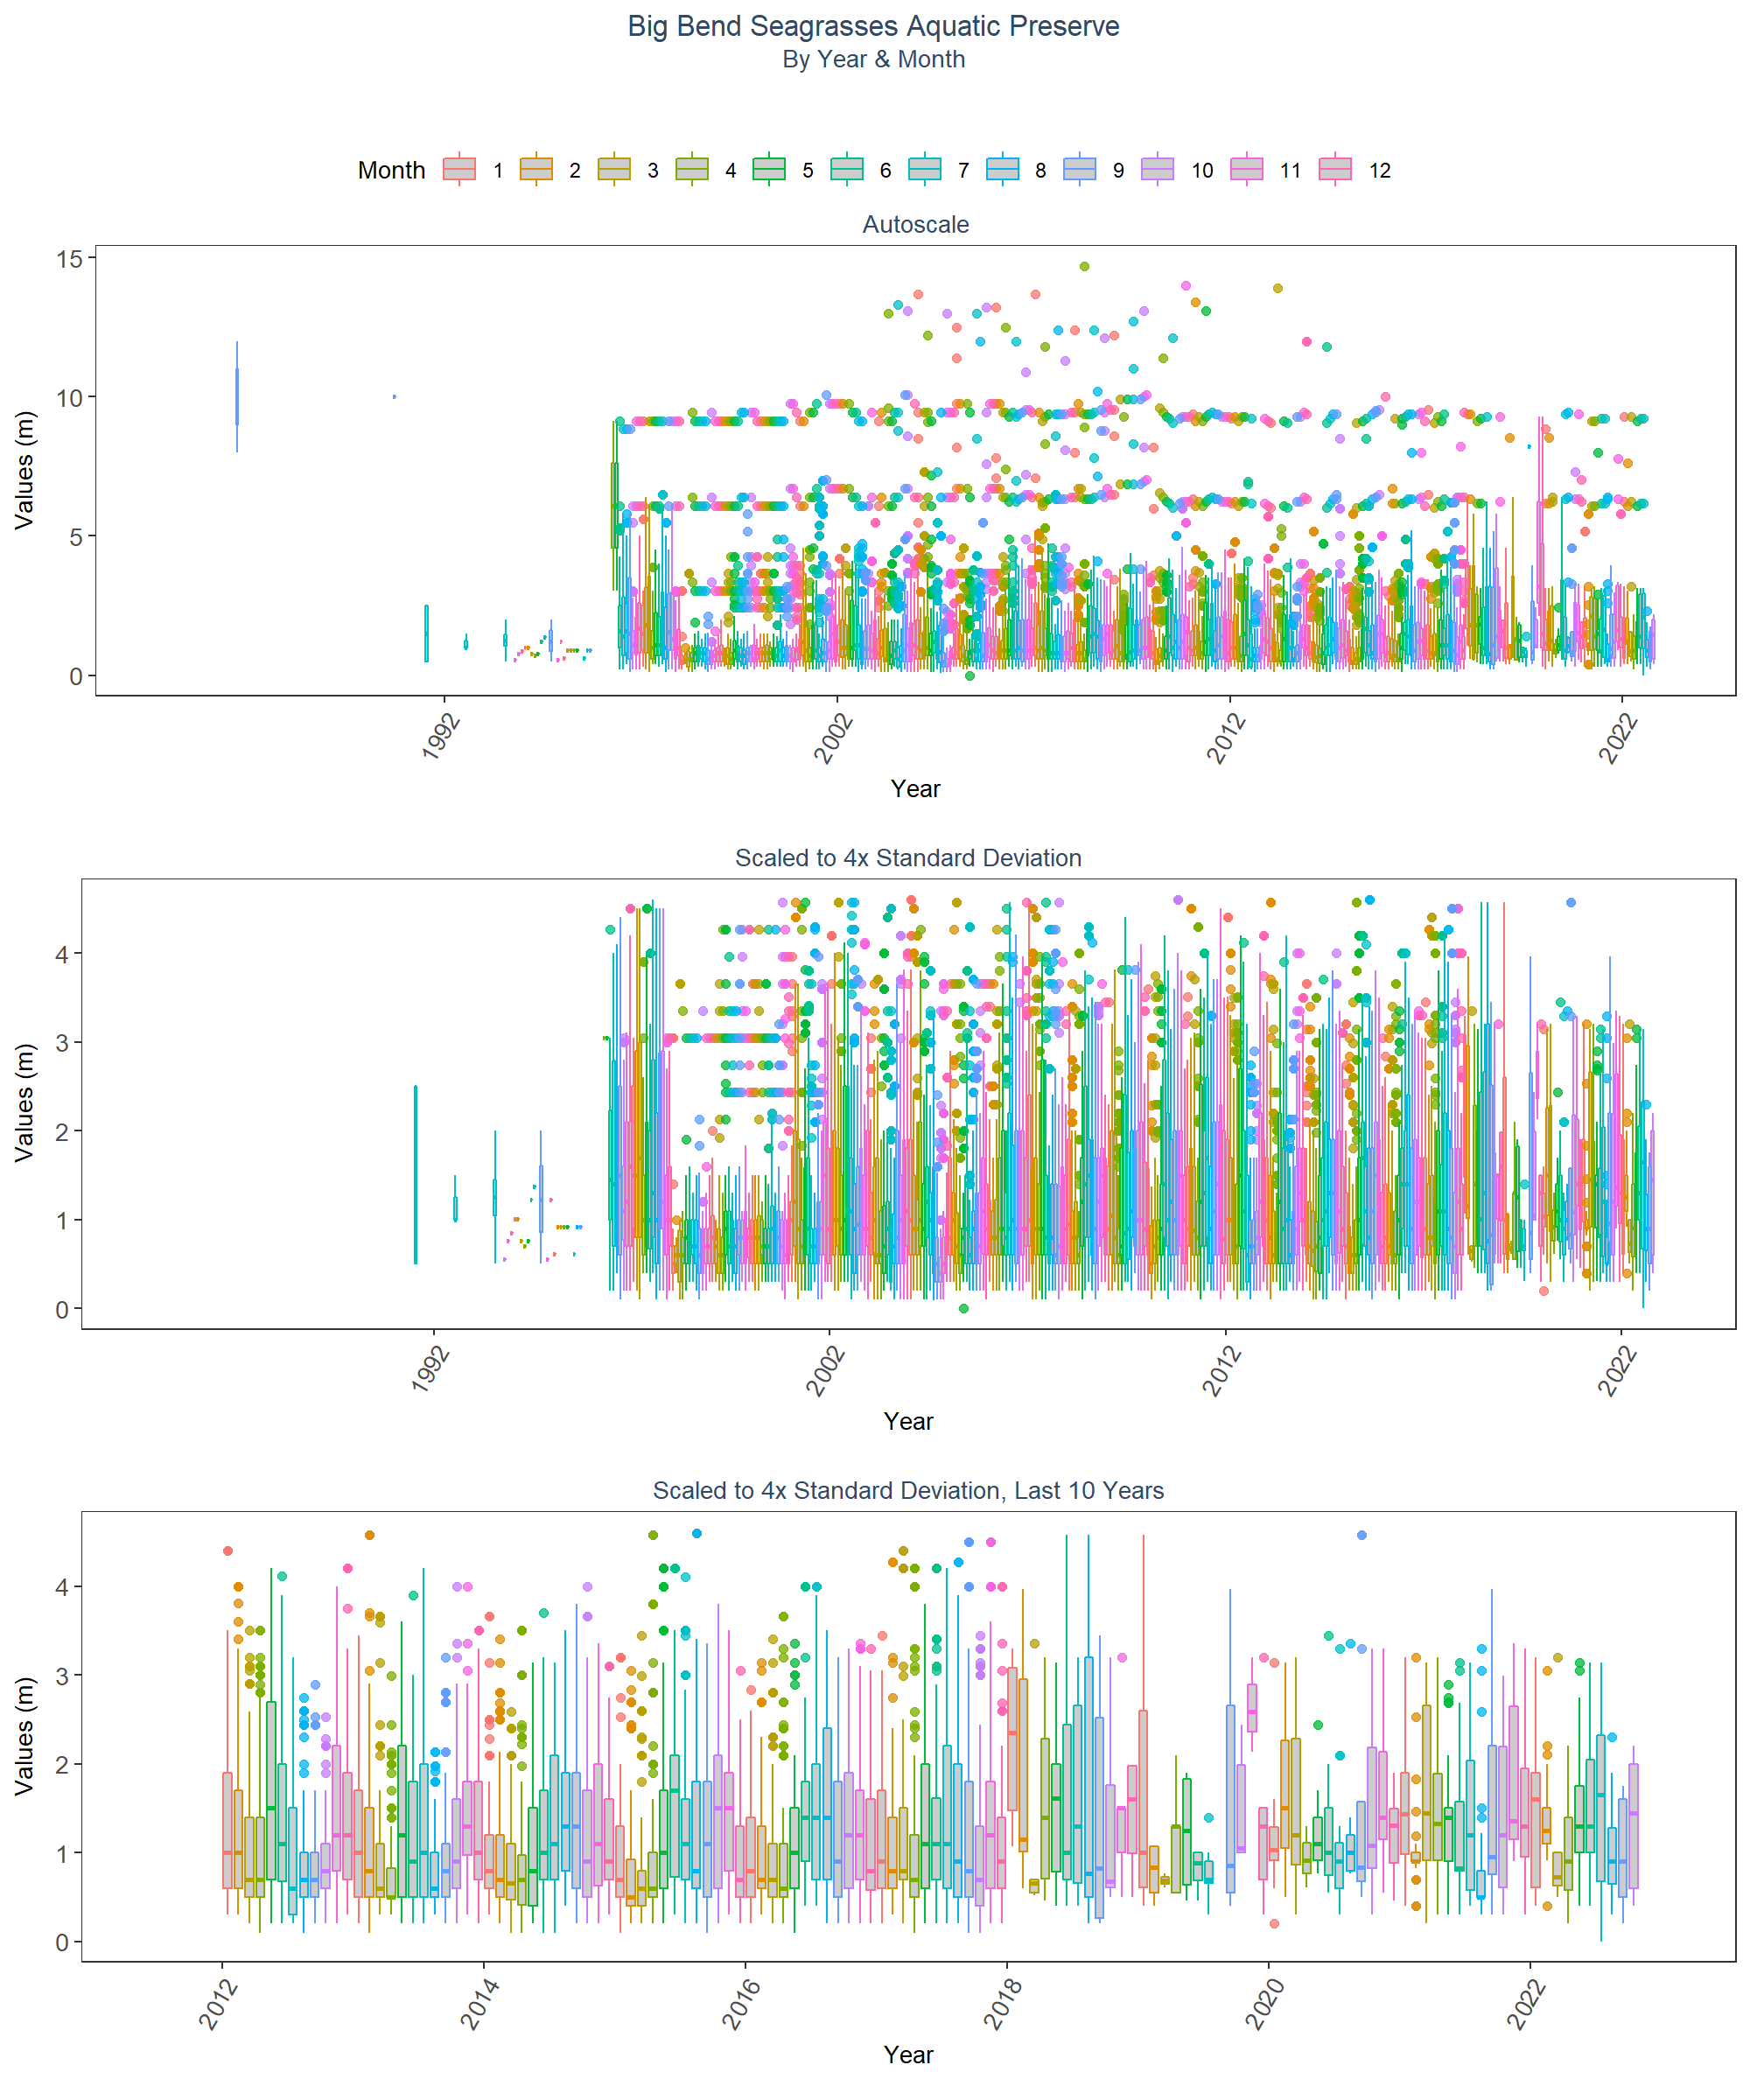 Big Bend Seagrasses Aquatic Preserve
By Year & Month
Month 1 2 3 4 5 6 7 8 9 10 11 12
Autoscale
Values (m)
15
10
5
0
1992 2002 2012 2022
Year
Scaled to 4x Standard Deviation
Values (m)
4
3
2
1
0
1992 2002 2012 2022
Year
Scaled to 4x Standard Deviation, Last 10 Years
Values (m)
4
3
2
1
0
2012 2014 2016 2018 2020 2022
Year